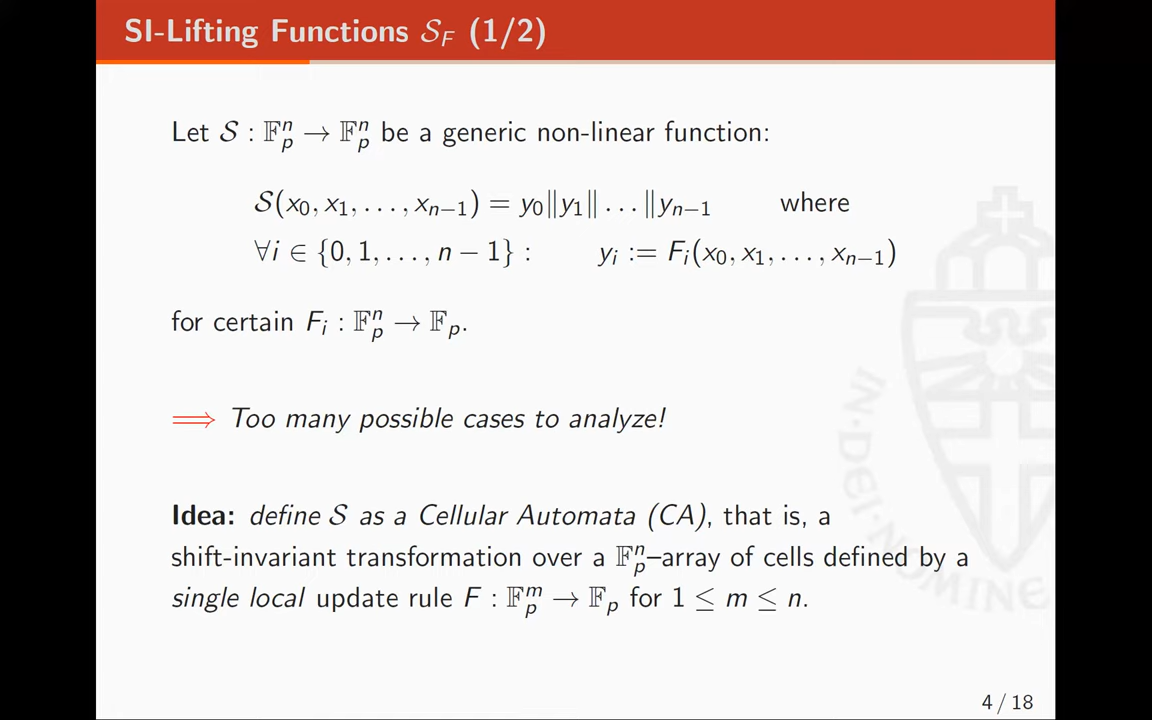 SI-Lifting Functions 𝒮_F (1/2)
Let 𝒮 : 𝔽_p^n → 𝔽_p^n be a generic non-linear function:
𝒮(x_0, x_1, . . . , x_{n−1}) = y_0‖y_1‖ . . . ‖y_{n−1} where
∀i ∈ {0, 1, . . . , n − 1} : y_i := F_i(x_0, x_1, . . . , x_{n−1})
for certain F_i : 𝔽_p^n → 𝔽_p.
⟹ Too many possible cases to analyze!
Idea: define 𝒮 as a Cellular Automata (CA), that is, a
shift-invariant transformation over a 𝔽_p^n–array of cells defined by a
single local update rule F : 𝔽_p^m → 𝔽_p for 1 ≤ m ≤ n.
IN·DEI·NOMINE
4 / 18